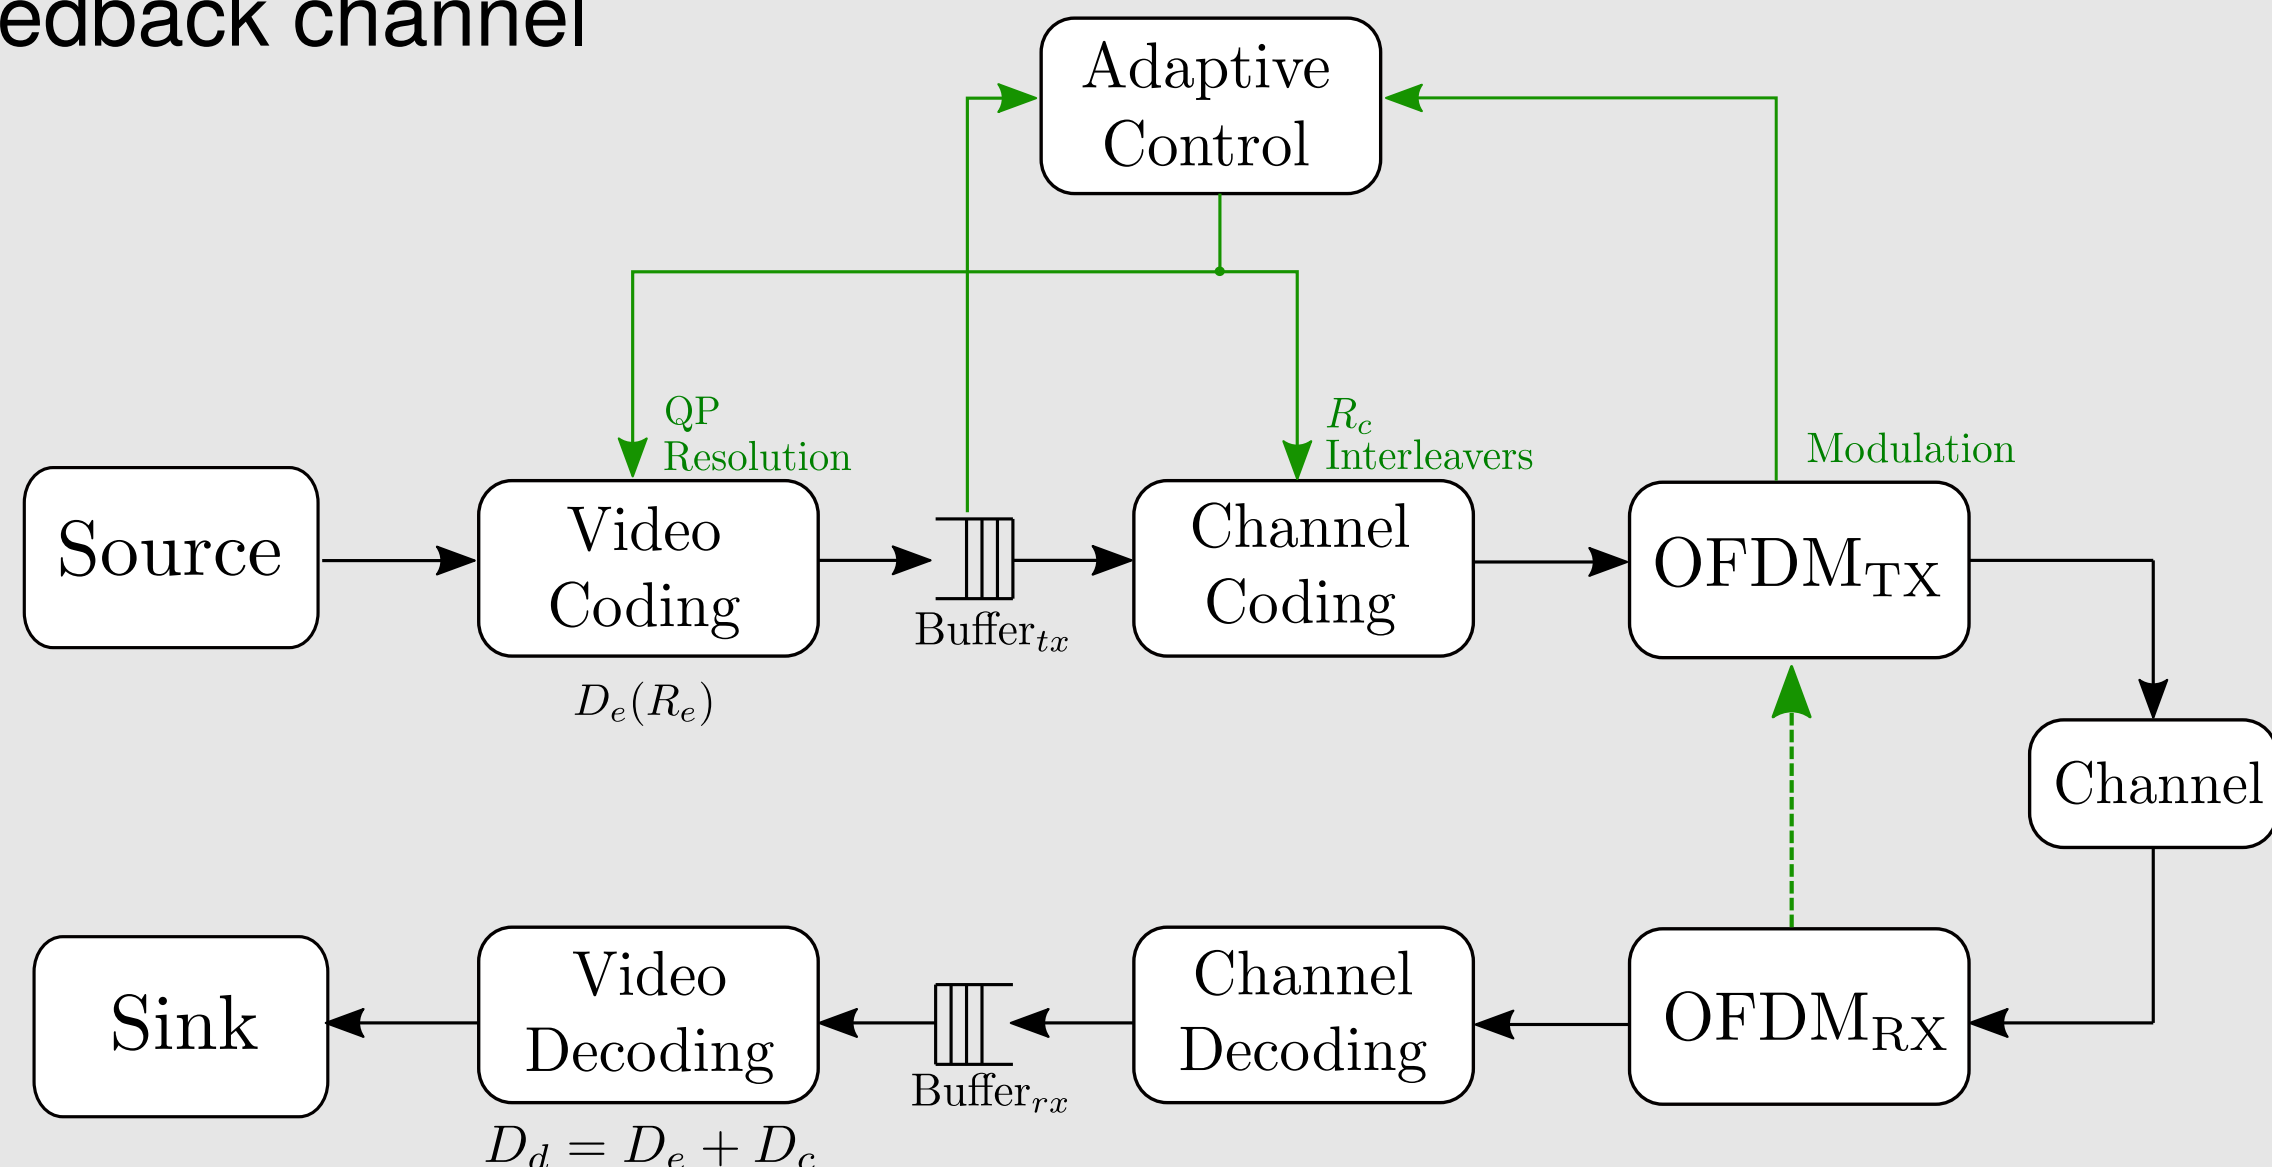 edback channel
Adaptive
Control
QP
Resolution
R_c
Interleavers
Modulation
Source
Video
Coding
Buffer_tx
Channel
Coding
OFDM_TX
D_e(R_e)
Channel
Sink
Video
Decoding
Buffer_rx
Channel
Decoding
OFDM_RX
D_d = D_e + D_c